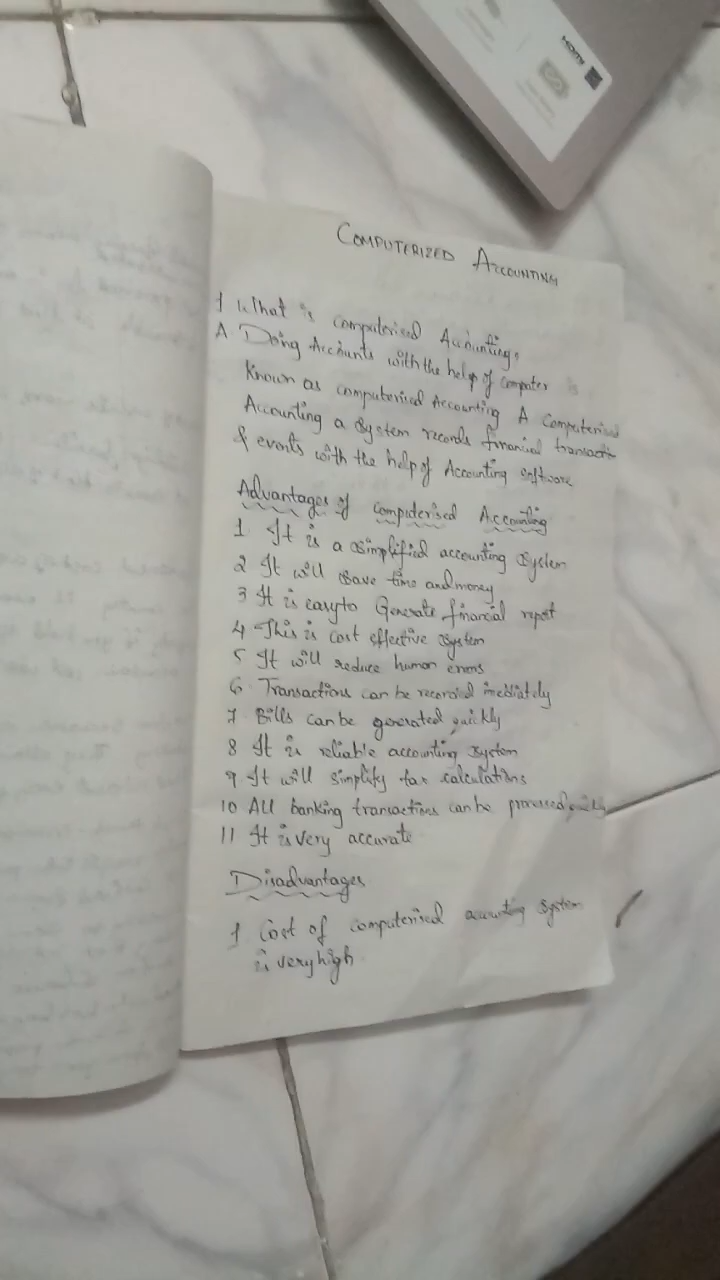 HDMI
COMPUTERIZED ACCOUNTING
1 What is computerised Accounting.
A Doing Accounts with the help of computer is
Known as computerised Accounting A Computerised
Accounting a System records financial transacti
& events with the help of Accounting software
Advantages of computerised Accounting
1 It is a simplified accounting System
2 It will save time and money
3 It is easy to Generate financial report
4 This is cost effective system
5 It will reduce human errors
6 Transactions can be recorded imediatly
7 Bills can be generated quickly
8 It is reliable accounting system
9 It will simplify tax calculations
10 All banking transactions can be processed
11 It is very accurate
Disadvantages
1 Cost of computerised accounting System
is very high